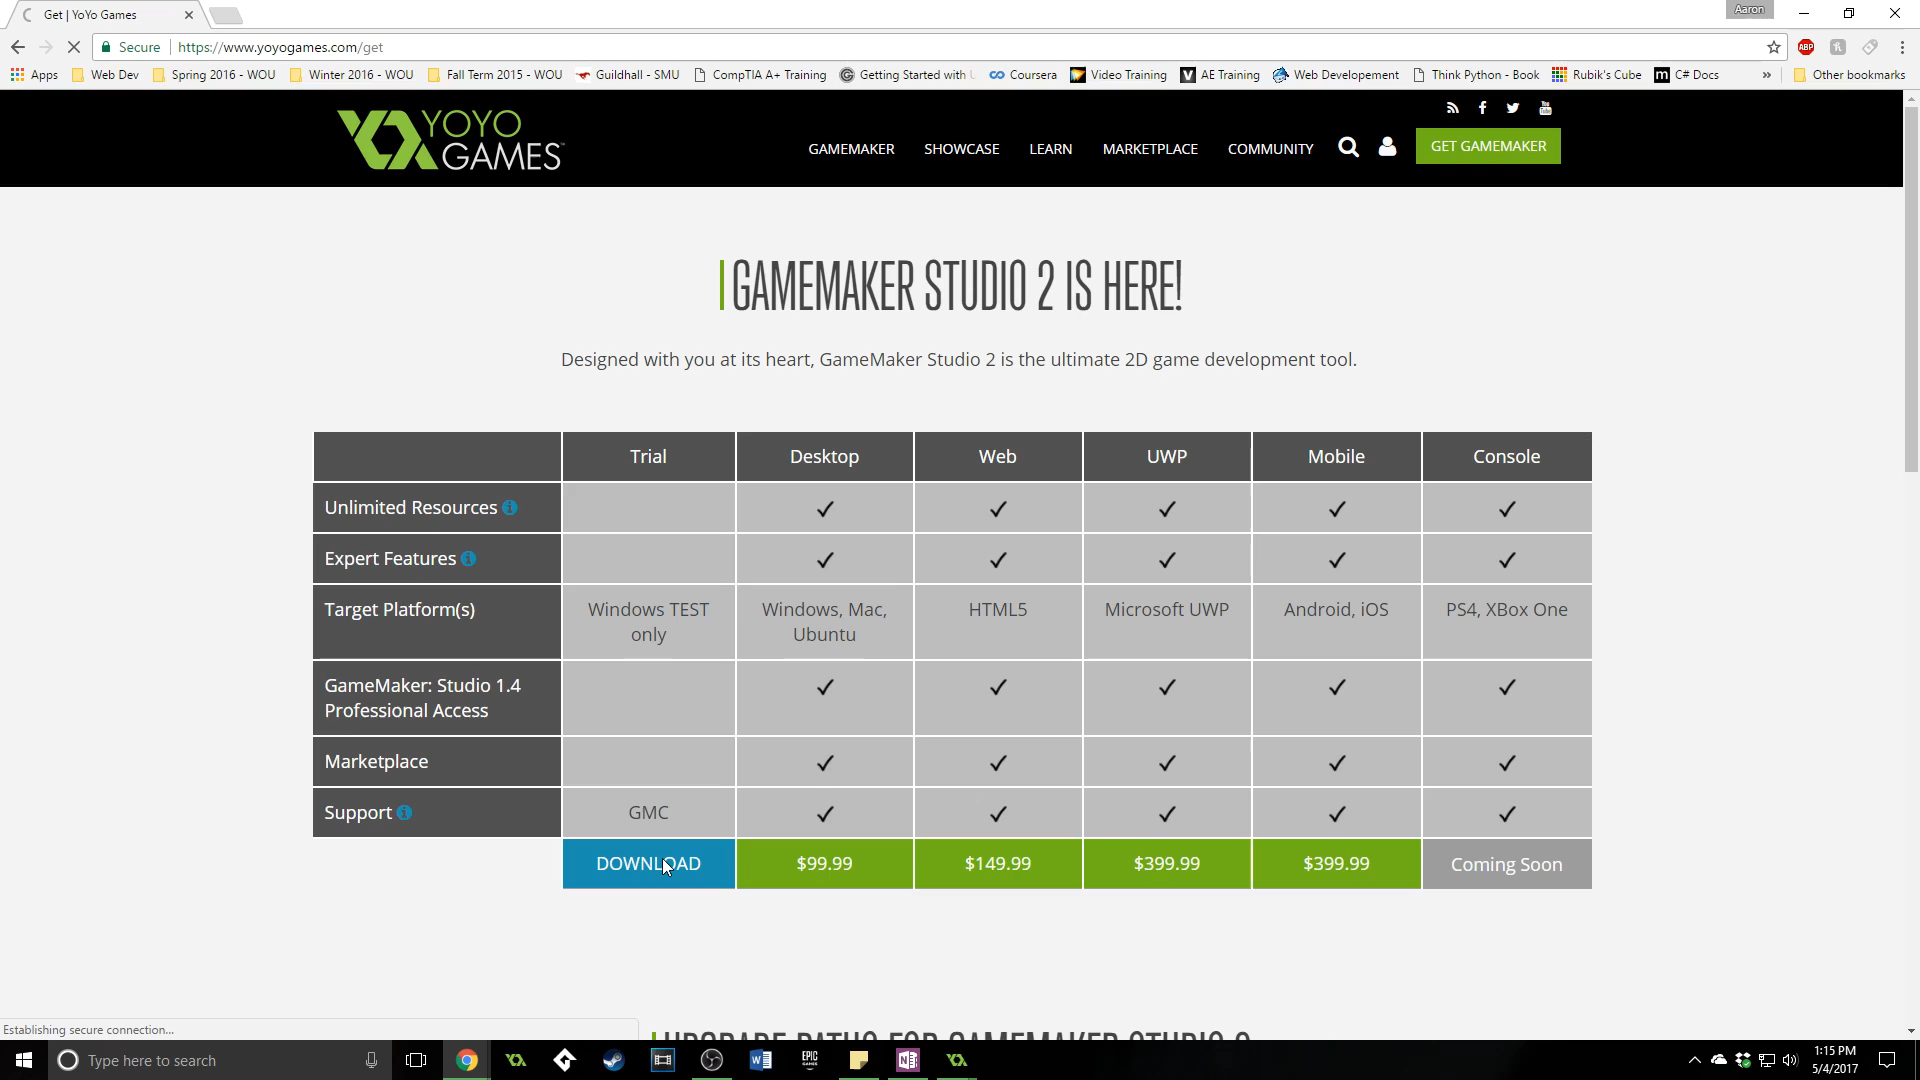 Get | YoYo Games
Aaron
Secure
https://www.yoyogames.com/get
ABP
Apps
Web Dev
Spring 2016 - WOU
Winter 2016 - WOU
Fall Term 2015 - WOU
Guildhall - SMU
CompTIA A+ Training
Getting Started with
Coursera
Video Training
AE Training
Web Developement
Think Python - Book
Rubik's Cube
C# Docs
»
Other bookmarks
YOYO
GAMES
GAMEMAKER
SHOWCASE
LEARN
MARKETPLACE
COMMUNITY
GET GAMEMAKER
GAMEMAKER STUDIO 2 IS HERE!
Designed with you at its heart, GameMaker Studio 2 is the ultimate 2D game development tool.
Trial
Desktop
Web
UWP
Mobile
Console
Unlimited Resources
Expert Features
Target Platform(s)
Windows TEST
only
Windows, Mac,
Ubuntu
HTML5
Microsoft UWP
Android, iOS
PS4, XBox One
GameMaker: Studio 1.4
Professional Access
Marketplace
Support
GMC
DOWNLOAD
$99.99
$149.99
$399.99
$399.99
Coming Soon
UPGRADE PATHS FOR GAMEMAKER STUDIO 2
Establishing secure connection...
Type here to search
1:15 PM
5/4/2017